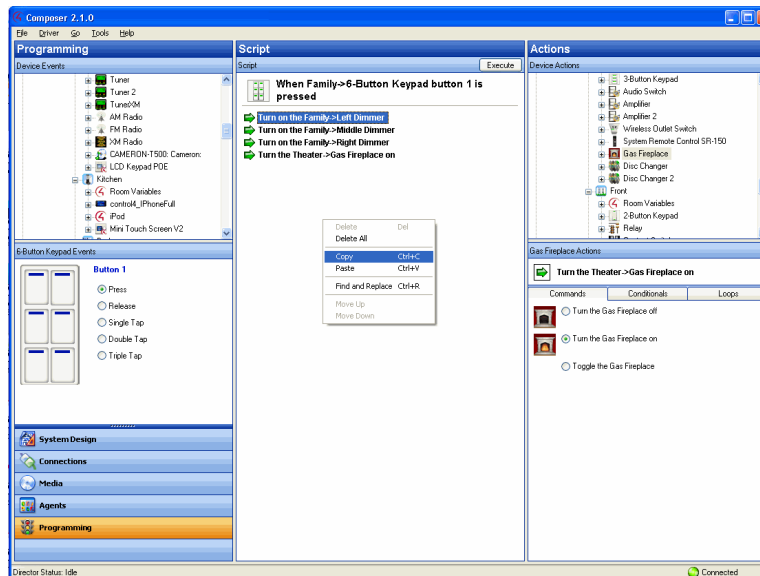 Composer 2.1.0
File Driver Go Tools Help
Programming
Device Events
Tuner
Tuner 2
TunerXM
AM Radio
FM Radio
XM Radio
CAMERON-T500: Cameron:
LCD Keypad POE
Kitchen
Room Variables
control4_IPhoneFull
iPod
Mini Touch Screen V2
6-Button Keypad Events
Button 1
Press
Release
Single Tap
Double Tap
Triple Tap
System Design
Connections
Media
Agents
Programming
Director Status: Idle
Script
Script Execute
When Family->6-Button Keypad button 1 is
pressed
Turn on the Family->Left Dimmer
Turn on the Family->Middle Dimmer
Turn on the Family->Right Dimmer
Turn the Theater->Gas Fireplace on
Delete Del
Delete All
Copy Ctrl+C
Paste Ctrl+V
Find and Replace Ctrl+R
Move Up
Move Down
Actions
Device Actions
3-Button Keypad
Audio Switch
Amplifier
Amplifier 2
Wireless Outlet Switch
System Remote Control SR-150
Gas Fireplace
Disc Changer
Disc Changer 2
Front
Room Variables
2-Button Keypad
Relay
Gas Fireplace Actions
Turn the Theater->Gas Fireplace on
Commands Conditionals Loops
Turn the Gas Fireplace off
Turn the Gas Fireplace on
Toggle the Gas Fireplace
Connected